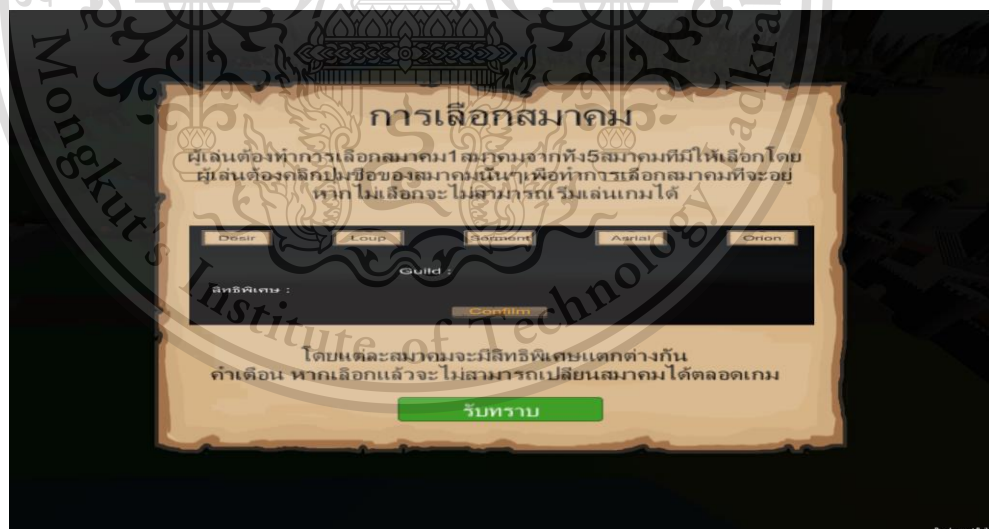 การเลือกสมาคม
ผู้เล่นต้องทำการเลือกสมาคม1สมาคมจากทั้ง5สมาคมที่มีให้เลือกโดย
ผู้เล่นต้องคลิกปุ่มชื่อของสมาคมนั้นๆเพื่อทำการเลือกสมาคมที่จะอยู่
หากไม่เลือกจะไม่สามารถเริ่มเล่นเกมได้
Desir Loup Serment Asrial Orion
Guild :
สิทธิพิเศษ :
Confilm
โดยแต่ละสมาคมจะมีสิทธิพิเศษแตกต่างกัน
คำเตือน หากเลือกแล้วจะไม่สามารถเปลี่ยนสมาคมได้ตลอดเกม
รับทราบ
Mongkut's Institute of Technology